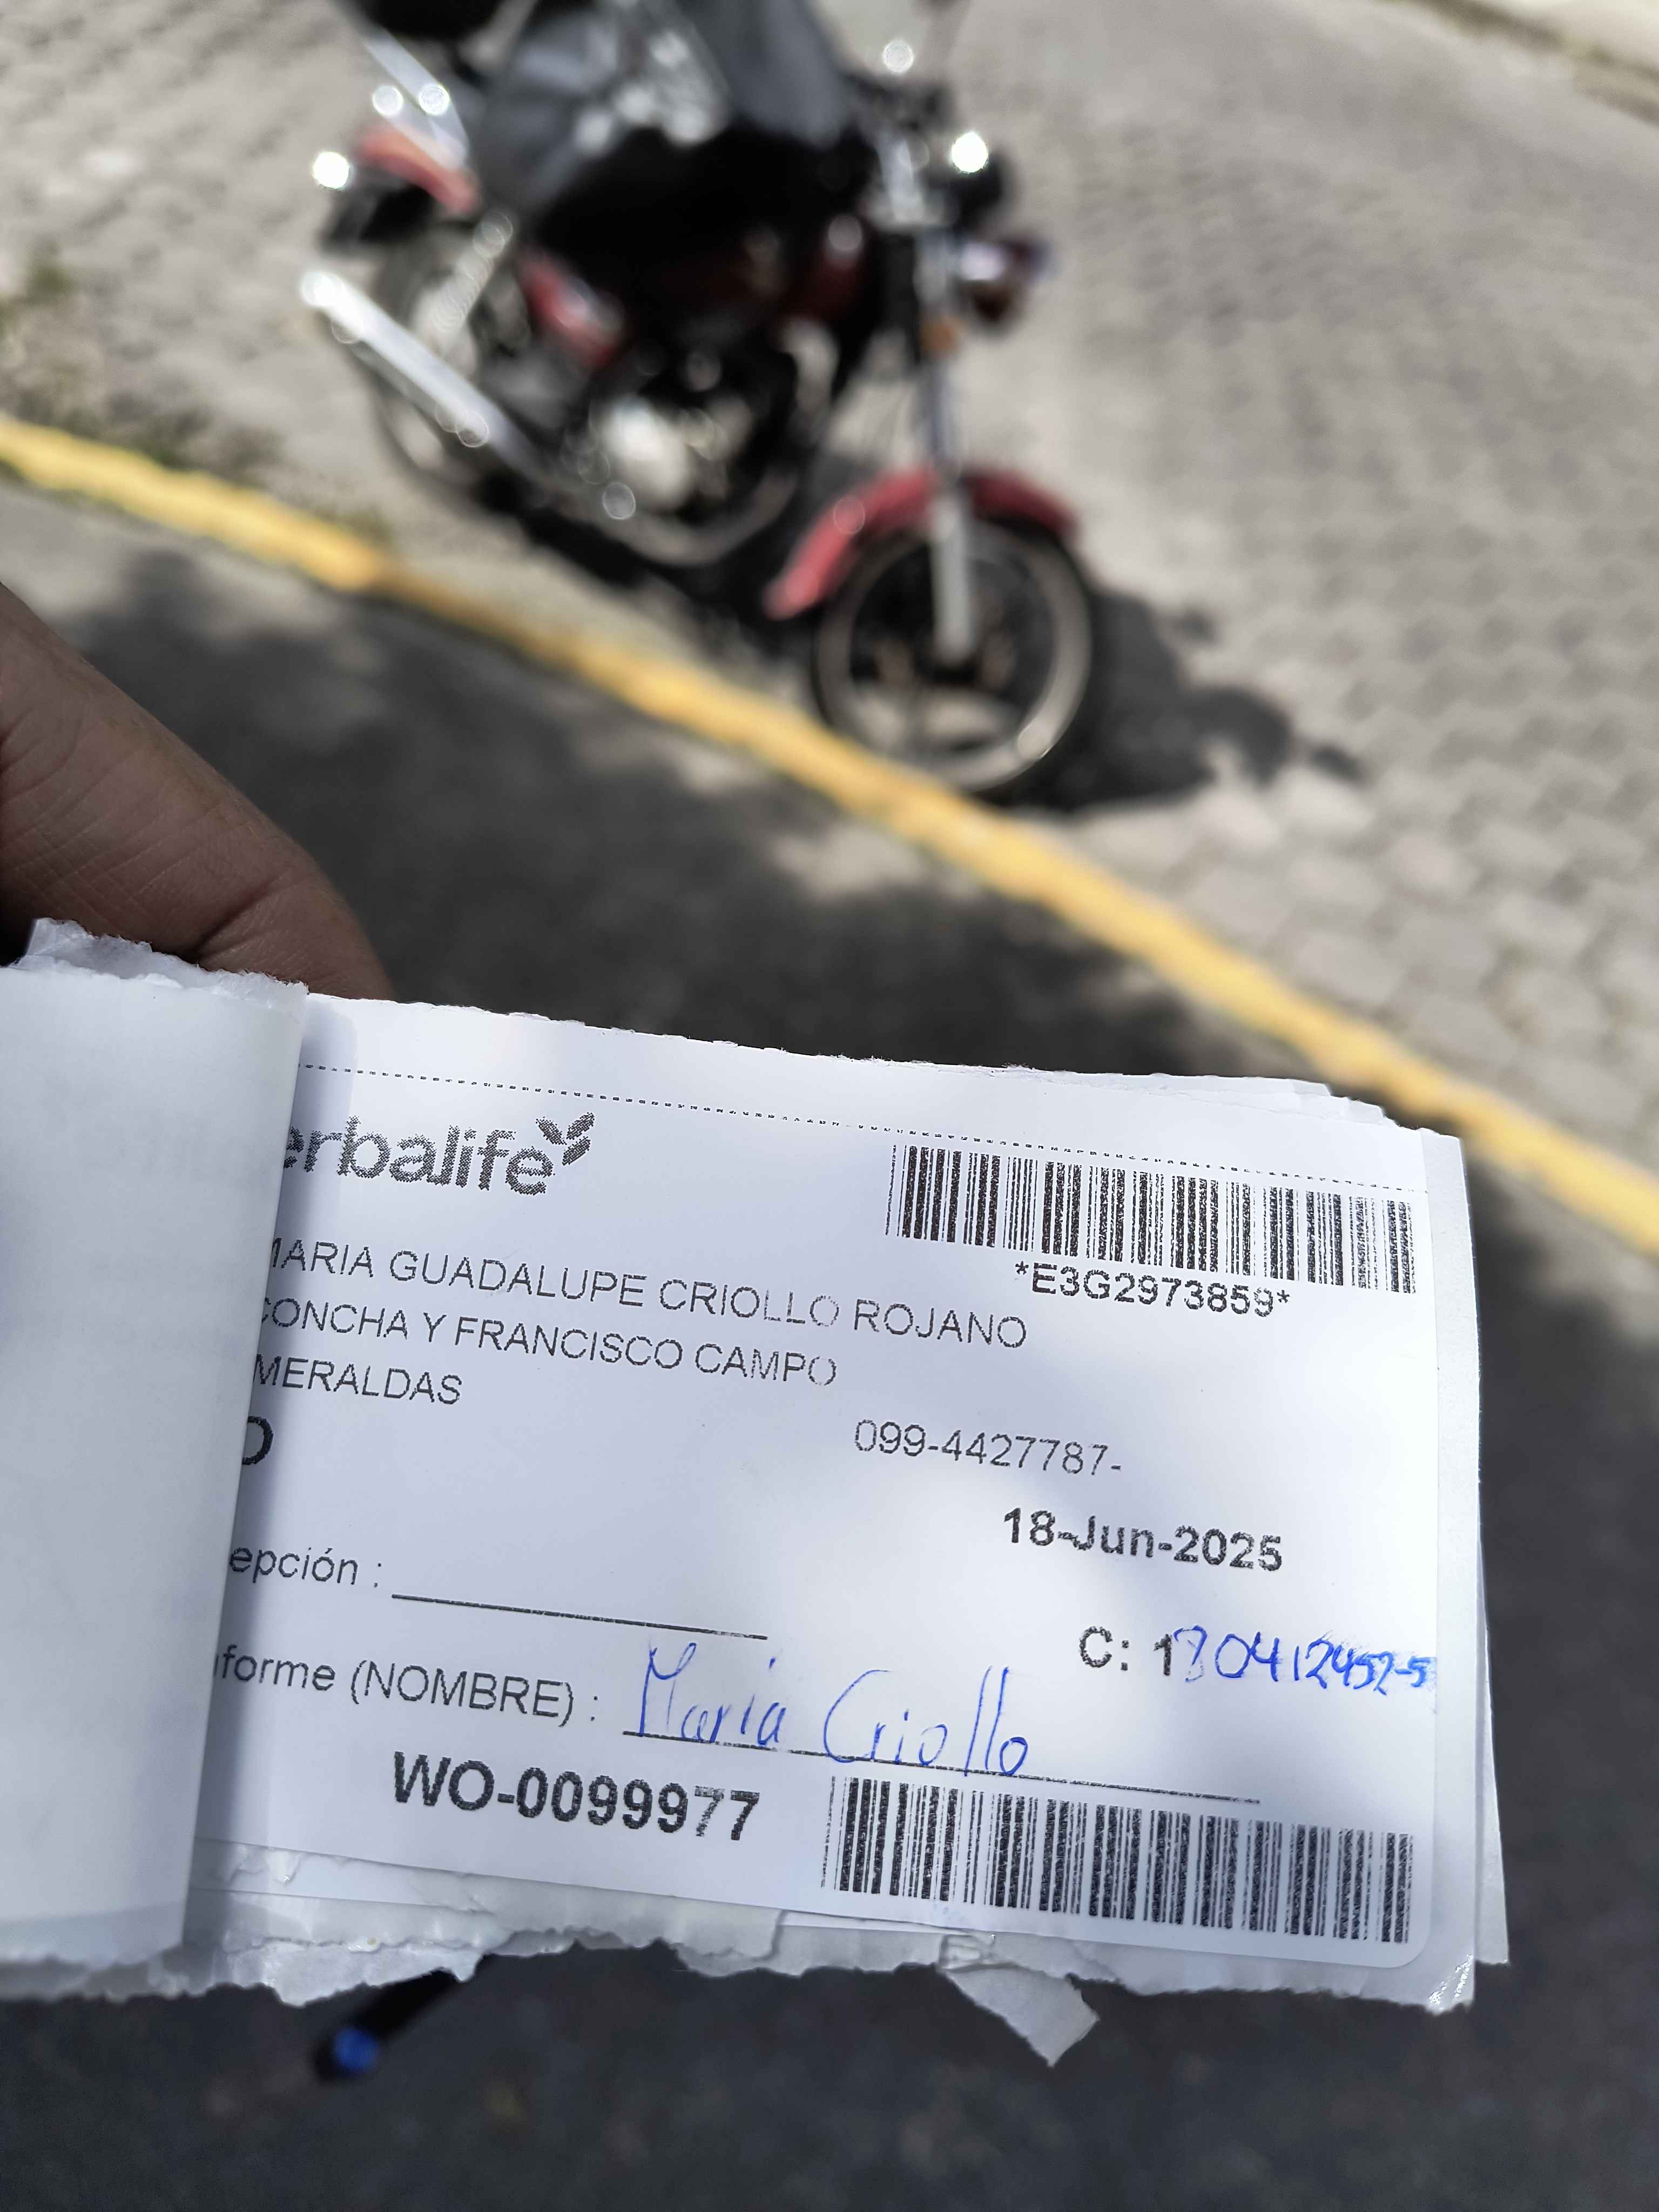 erbalife
*E3G2973859*
MARIA GUADALUPE CRIOLLO ROJANO
CONCHA Y FRANCISCO CAMPO
MERALDAS
O
099-4427787-
18-Jun-2025
epción :
C: 1304124525-5
forme (NOMBRE) : Maria Criollo
WO-0099977